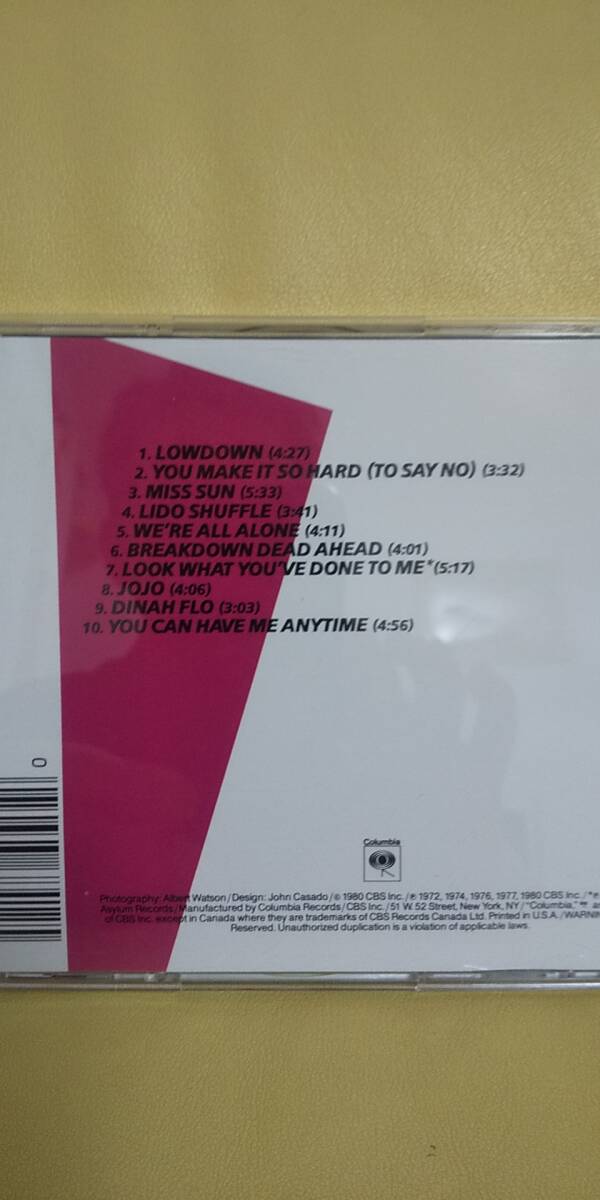 1. LOWDOWN (4:27)
2. YOU MAKE IT SO HARD (TO SAY NO) (3:32)
3. MISS SUN (5:33)
4. LIDO SHUFFLE (3:41)
5. WE'RE ALL ALONE (4:11)
6. BREAKDOWN DEAD AHEAD (4:01)
7. LOOK WHAT YOU'VE DONE TO ME* (5:17)
8. JOJO (4:06)
9. DINAH FLO (3:03)
10. YOU CAN HAVE ME ANYTIME (4:56)
0
Columbia
Photography: Albert Watson/Design: John Casado/© 1980 CBS Inc./℗ 1972, 1974, 1976, 1977, 1980 CBS Inc./*℗
Asylum Records/Manufactured by Columbia Records/CBS Inc./51 W. 52 Street, New York, NY/"Columbia,"
of CBS Inc. except in Canada where they are trademarks of CBS Records Canada Ltd. Printed in U.S.A./WARNIN
Reserved. Unauthorized duplication is a violation of applicable laws.